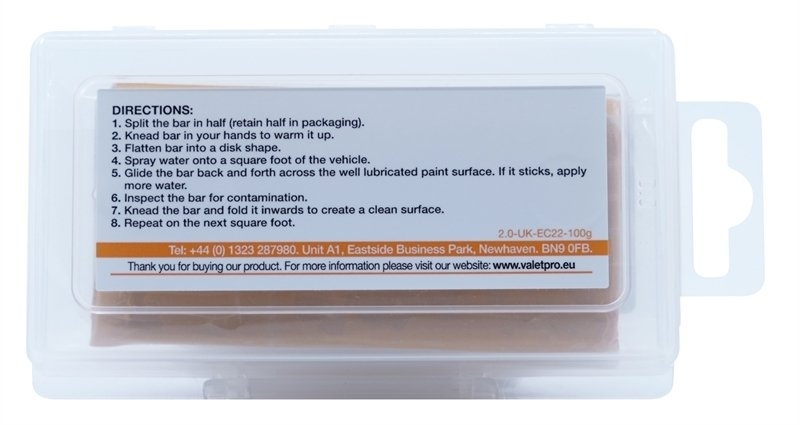 DIRECTIONS:
1. Split the bar in half (retain half in packaging).
2. Knead bar in your hands to warm it up.
3. Flatten bar into a disk shape.
4. Spray water onto a square foot of the vehicle.
5. Glide the bar back and forth across the well lubricated paint surface. If it sticks, apply
more water.
6. Inspect the bar for contamination.
7. Knead the bar and fold it inwards to create a clean surface.
8. Repeat on the next square foot.
2.0-UK-EC22-100g
Tel: +44 (0) 1323 287980. Unit A1, Eastside Business Park, Newhaven. BN9 0FB.
Thank you for buying our product. For more information please visit our website: www.valetpro.eu